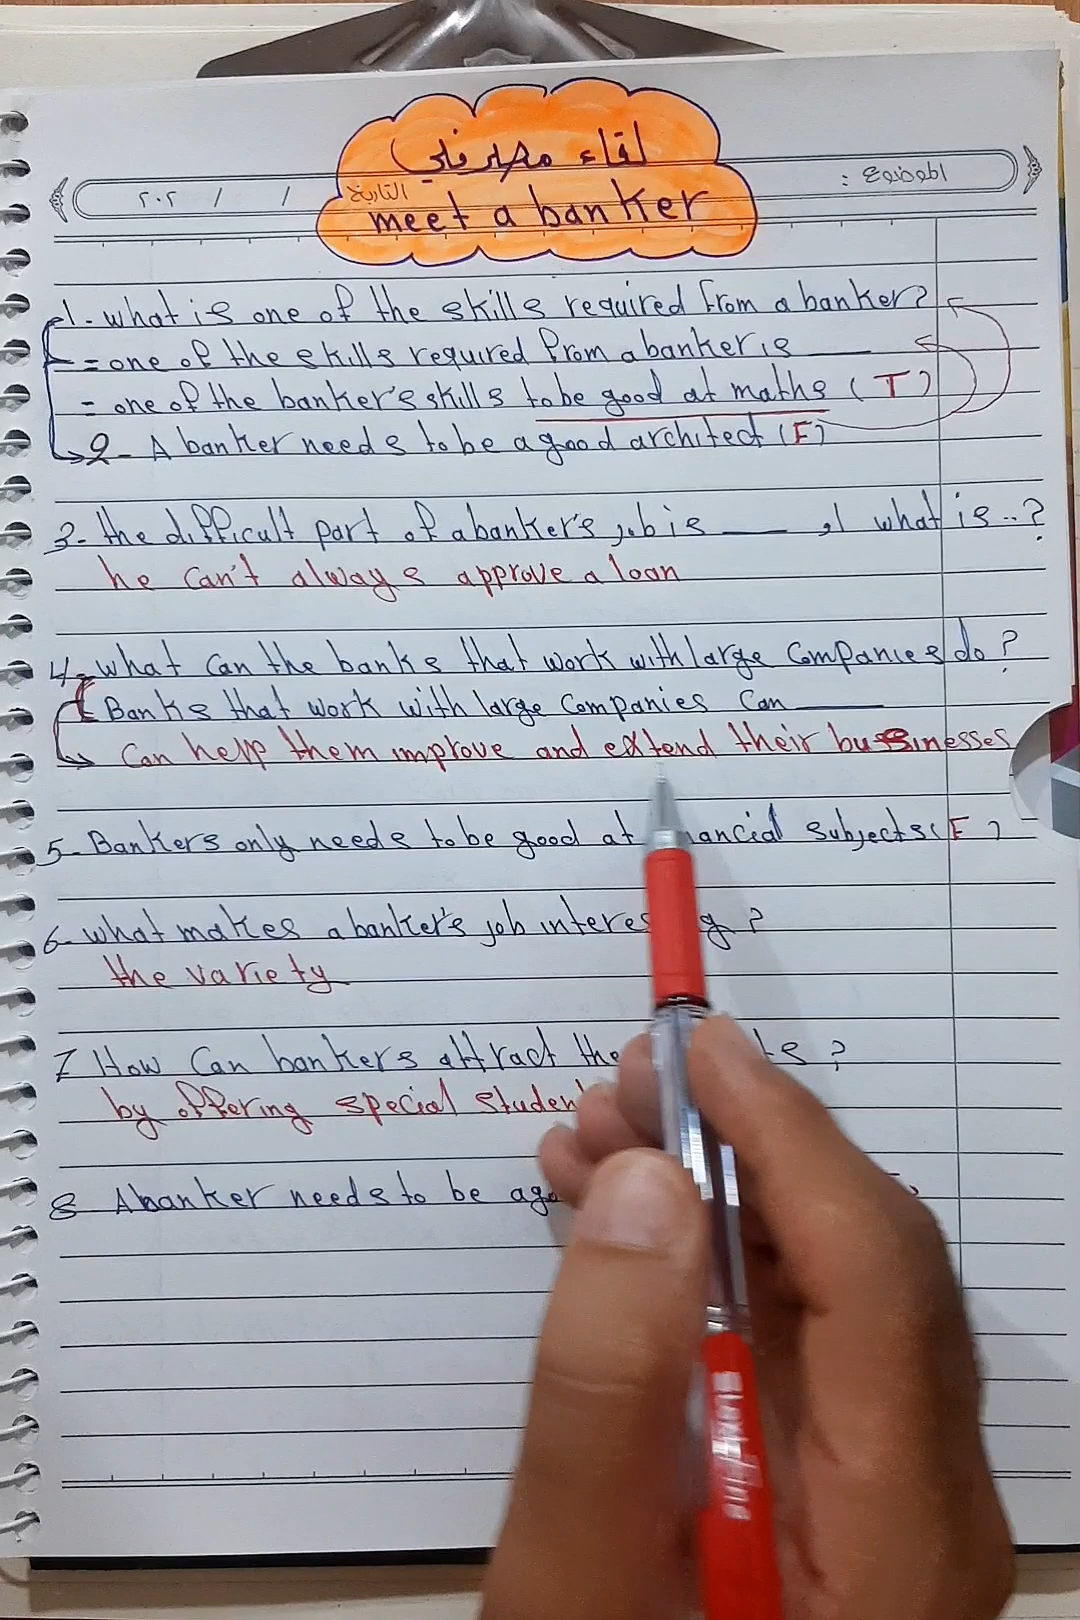 لقاء مصرفي
الموضوع :
التاريخ / / ٢٠٢
meet a banker
1- what is one of the skills required from a banker?
= one of the skills required from a banker is ____
= one of the banker's skills to be good at maths ( T )
2- A banker needs to be a good architect (F)
3- the difficult part of a banker's job is ____ او what is ..?
he can't always approve a loan
4- what can the banks that work with large companies do?
Banks that work with large companies can ____
can help them improve and extend their businesses
5- Bankers only needs to be good at subjects ( F )
6- what makes a banker's job ?
the variety
7 How can bankers attract ?
by offering special
8 A banker needs to be a